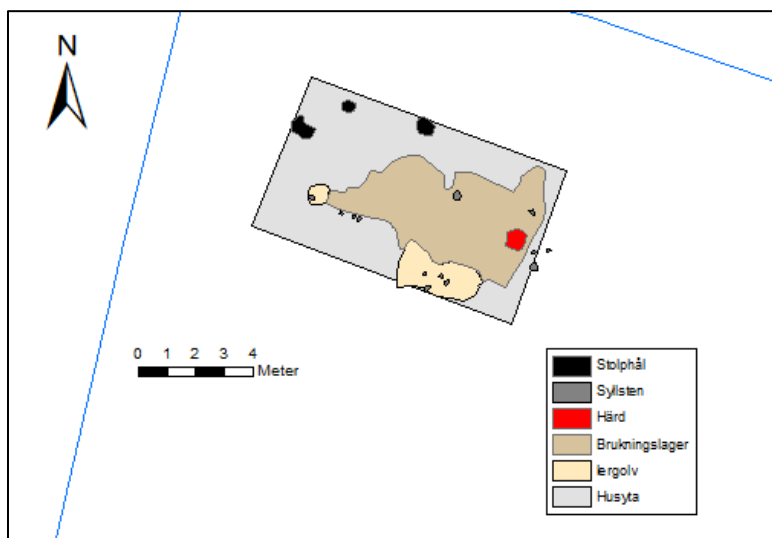 N
0 1 2 3 4
Meter
Stolphål
Syllsten
Härd
Brukningslager
lergolv
Husyta